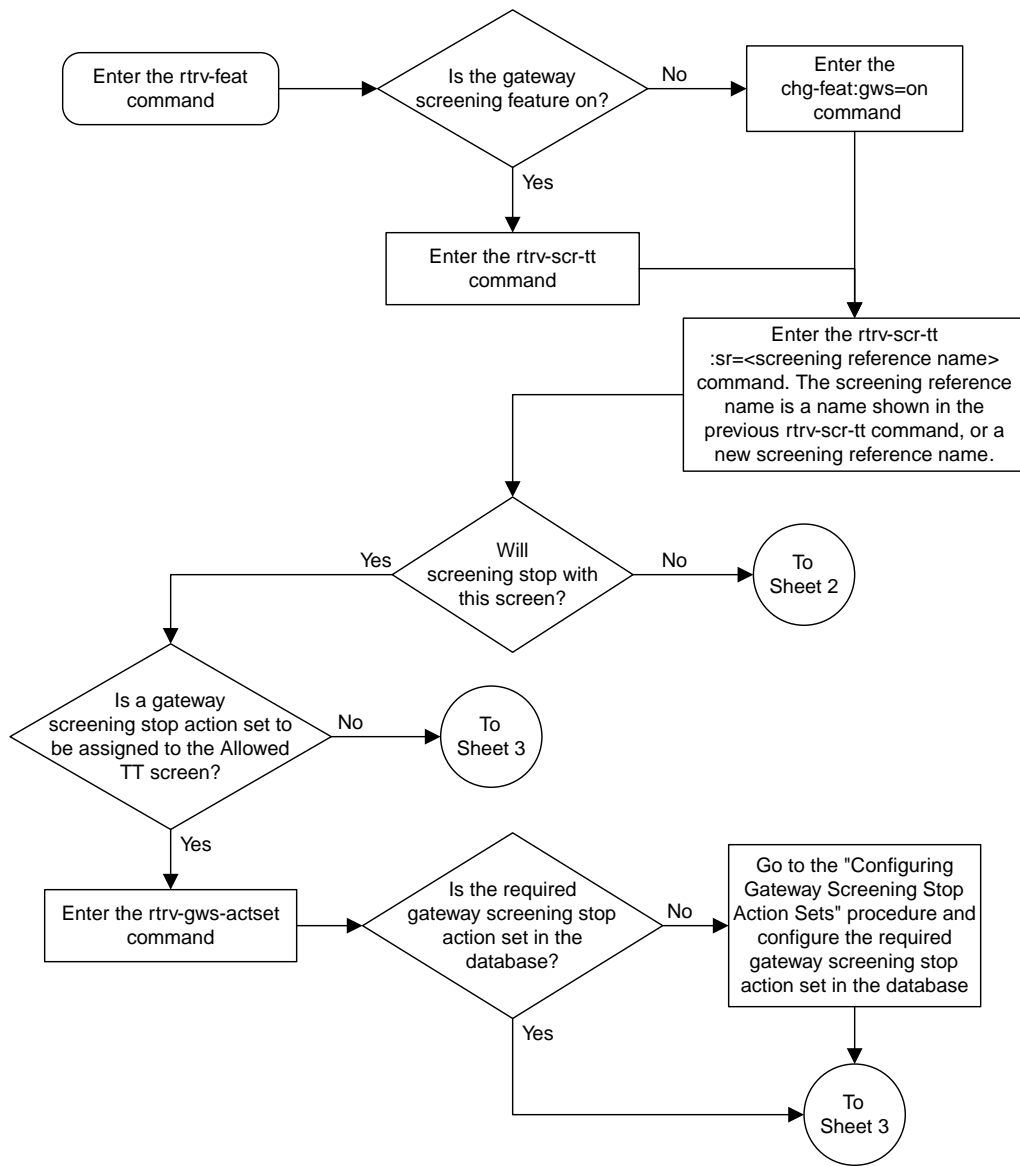 Enter the rtrv-feat
command
Is the gateway
screening feature on?
No
Enter the
chg-feat:gws=on
command
Yes
Enter the rtrv-scr-tt
command
Enter the rtrv-scr-tt
:sr=<screening reference name>
command. The screening reference
name is a name shown in the
previous rtrv-scr-tt command, or a
new screening reference name.
Will
screening stop with
this screen?
Yes
No
To
Sheet 2
Is a gateway
screening stop action set to
be assigned to the Allowed
TT screen?
No
To
Sheet 3
Yes
Enter the rtrv-gws-actset
command
Is the required
gateway screening stop
action set in the
database?
No
Go to the "Configuring
Gateway Screening Stop
Action Sets" procedure and
configure the required
gateway screening stop
action set in the database
Yes
To
Sheet 3